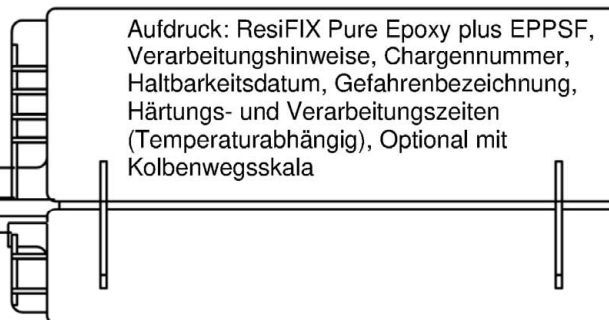 Aufdruck: ResiFIX Pure Epoxy plus EPPSF,
Verarbeitungshinweise, Chargennummer,
Haltbarkeitsdatum, Gefahrenbezeichnung,
Härtungs- und Verarbeitungszeiten
(Temperaturabhängig), Optional mit
Kolbenwegsskala